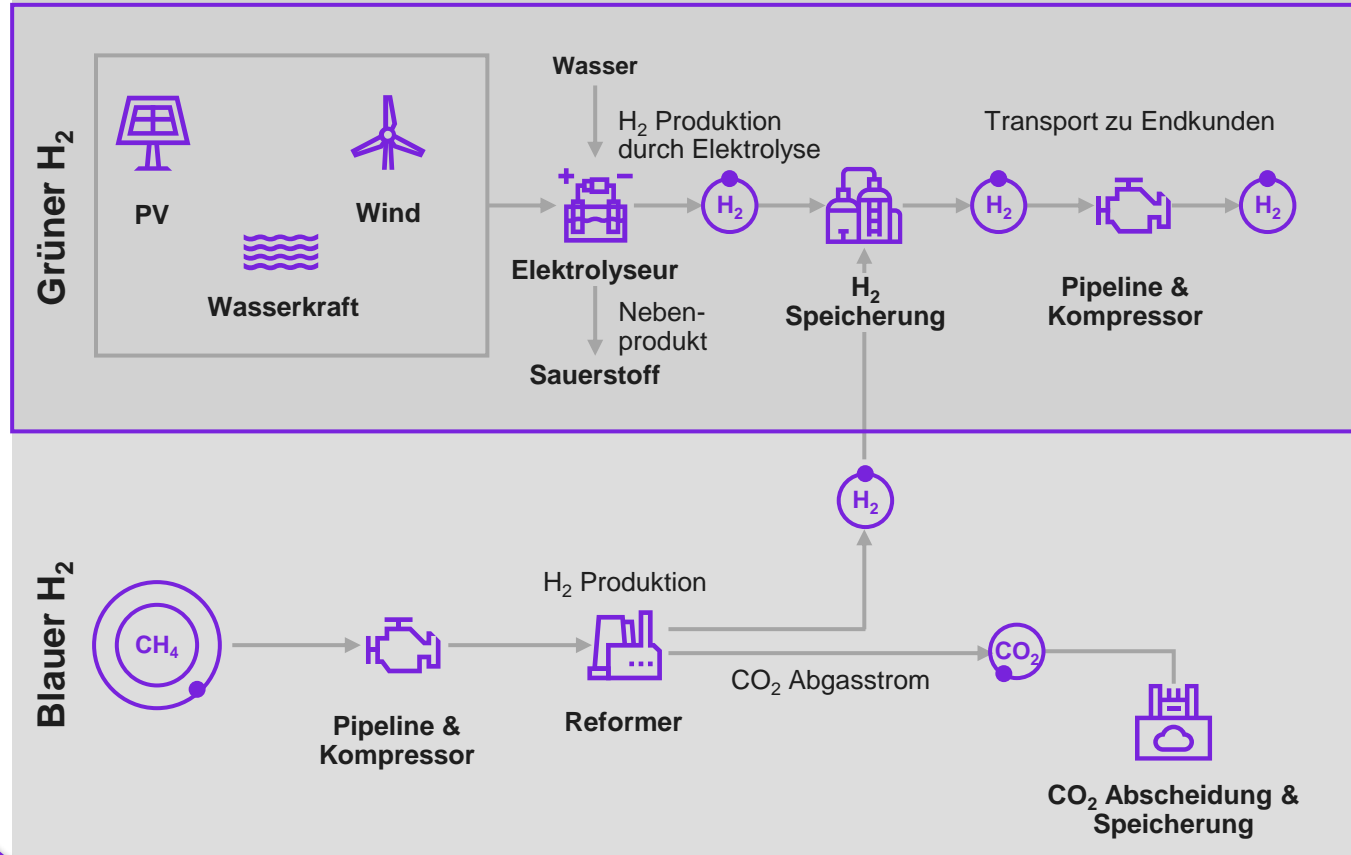 Grüner H₂
PV
Wind
Wasserkraft
Wasser
H₂ Produktion
durch Elektrolyse
+ −
Elektrolyseur
Neben-
produkt
Sauerstoff
H₂
H₂
Speicherung
Transport zu Endkunden
H₂
Pipeline &
Kompressor
H₂
Blauer H₂
CH₄
Pipeline &
Kompressor
H₂ Produktion
Reformer
H₂
CO₂ Abgasstrom
CO₂
CO₂ Abscheidung &
Speicherung